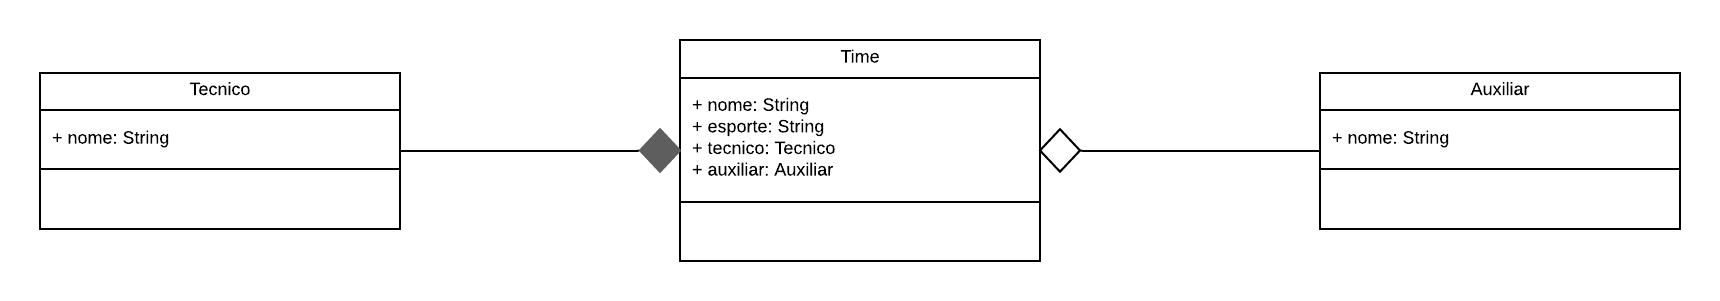 Tecnico
+ nome: String
Time
+ nome: String
+ esporte: String
+ tecnico: Tecnico
+ auxiliar: Auxiliar
Auxiliar
+ nome: String